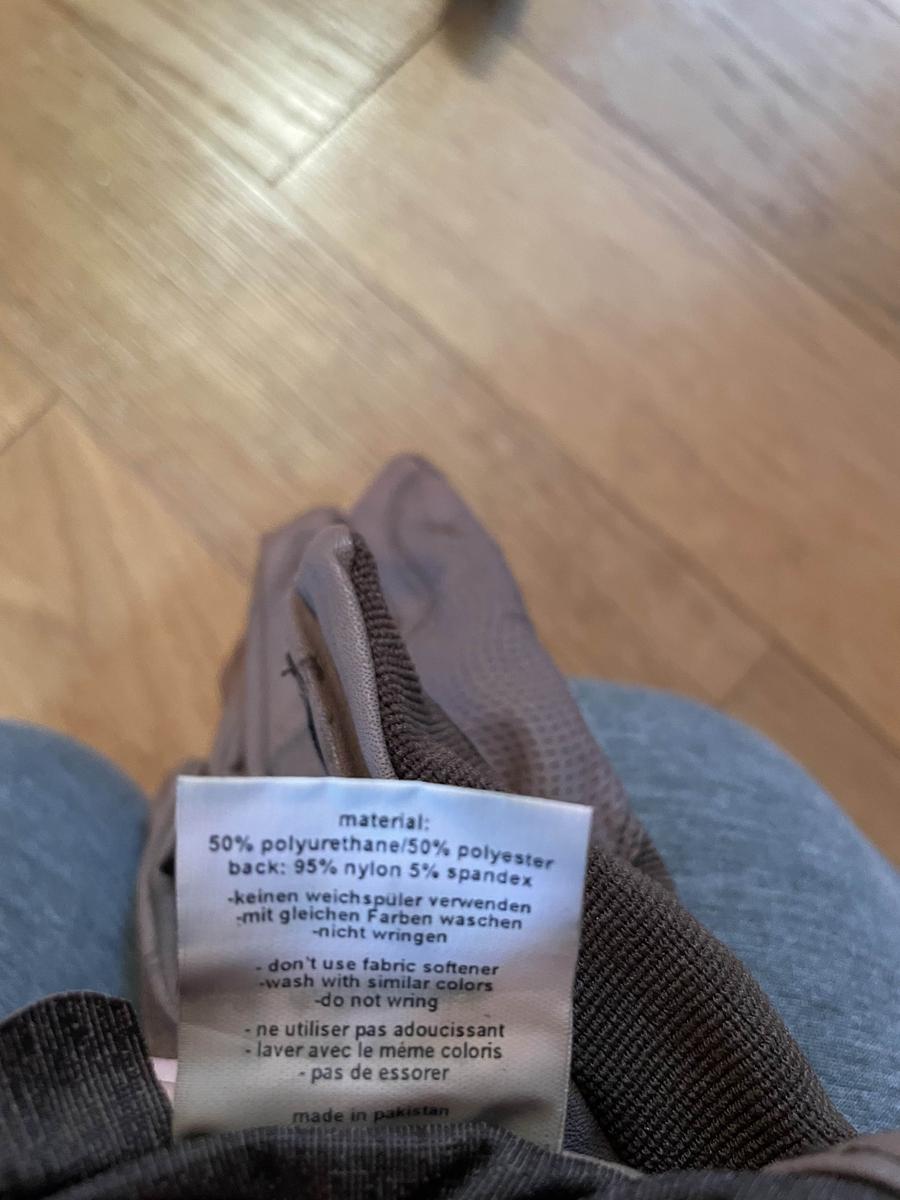 material:
50% polyurethane/50% polyester
back: 95% nylon 5% spandex
-keinen weichspüler verwenden
-mit gleichen Farben waschen
-nicht wringen
- don't use fabric softener
-wash with similar colors
-do not wring
- ne utiliser pas adoucissant
- laver avec le même coloris
- pas de essorer
made in pakistan